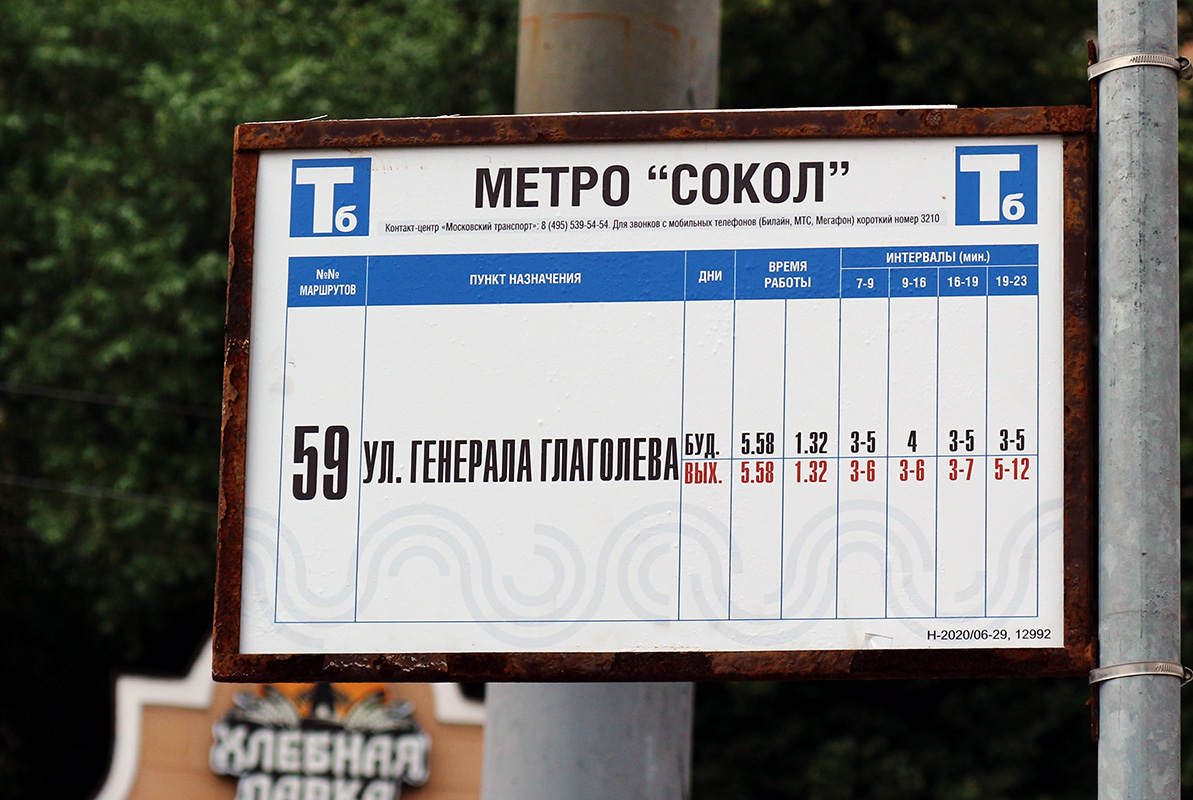 Тб МЕТРО “СОКОЛ” Тб
Контакт-центр «Московский транспорт»: 8 (495) 539-54-54. Для звонков с мобильных телефонов (Билайн, МТС, Мегафон) короткий номер 3210
№№ МАРШРУТОВ ПУНКТ НАЗНАЧЕНИЯ ДНИ ВРЕМЯ РАБОТЫ ИНТЕРВАЛЫ (мин.)
7-9 9-16 16-19 19-23
59 УЛ. ГЕНЕРАЛА ГЛАГОЛЕВА БУД. 5.58 1.32 3-5 4 3-5 3-5
ВЫХ. 5.58 1.32 3-6 3-6 3-7 5-12
Н-2020/06-29, 12992
ХЛЕБНАЯ
ЛАВКА